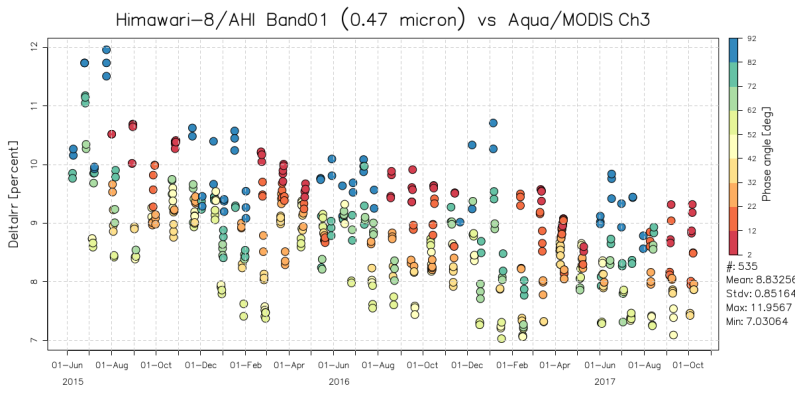 Himawari-8/AHI Band01 (0.47 micron) vs Aqua/MODIS Ch3
12
11
10
9
8
7
DeltaIrr [percent]
01-Jun
01-Aug
01-Oct
01-Dec
01-Feb
01-Apr
01-Jun
01-Aug
01-Oct
01-Dec
01-Feb
01-Apr
01-Jun
01-Aug
01-Oct
2015
2016
2017
92
82
72
62
52
42
32
22
12
2
Phase angle [deg]
#: 535
Mean: 8.83256
Stdv: 0.85164
Max: 11.9567
Min: 7.03064